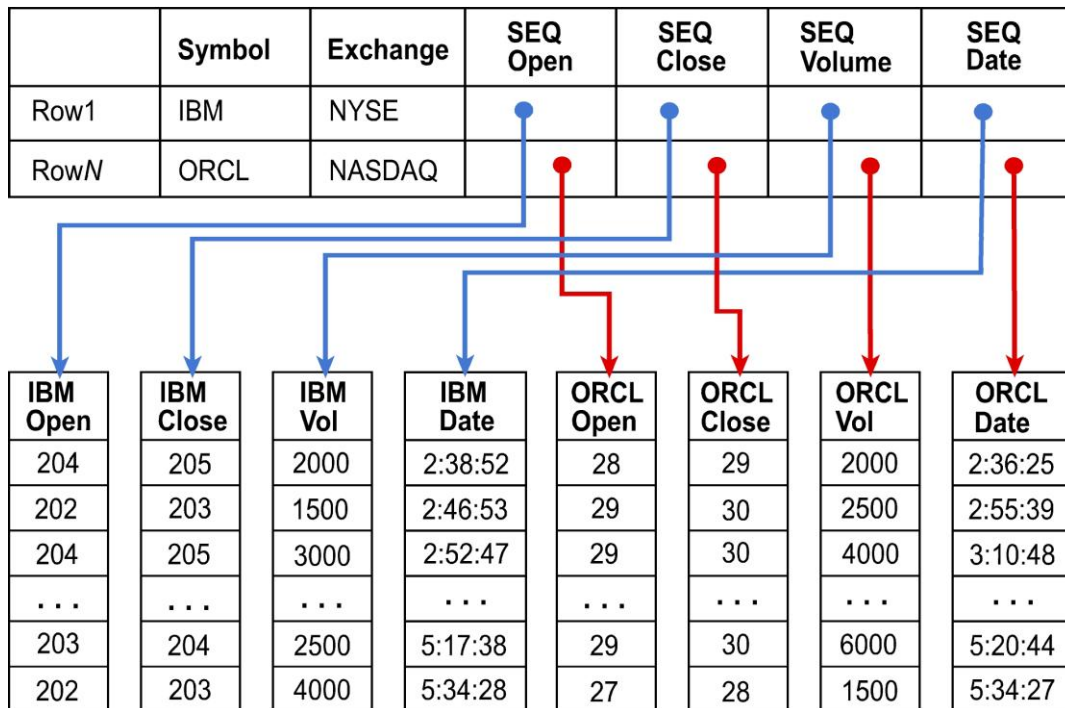 Symbol Exchange SEQ Open SEQ Close SEQ Volume SEQ Date
Row1 IBM NYSE
RowN ORCL NASDAQ
IBM Open IBM Close IBM Vol IBM Date ORCL Open ORCL Close ORCL Vol ORCL Date
204 205 2000 2:38:52 28 29 2000 2:36:25
202 203 1500 2:46:53 29 30 2500 2:55:39
204 205 3000 2:52:47 29 30 4000 3:10:48
. . . . . . . . . . . . . . . . . . . . . . . .
203 204 2500 5:17:38 29 30 6000 5:20:44
202 203 4000 5:34:28 27 28 1500 5:34:27